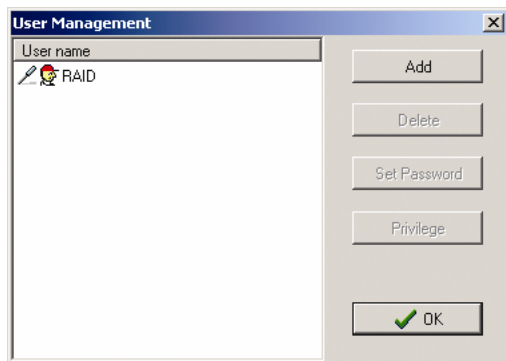 User Management
User name
RAID
Add
Delete
Set Password
Privilege
OK